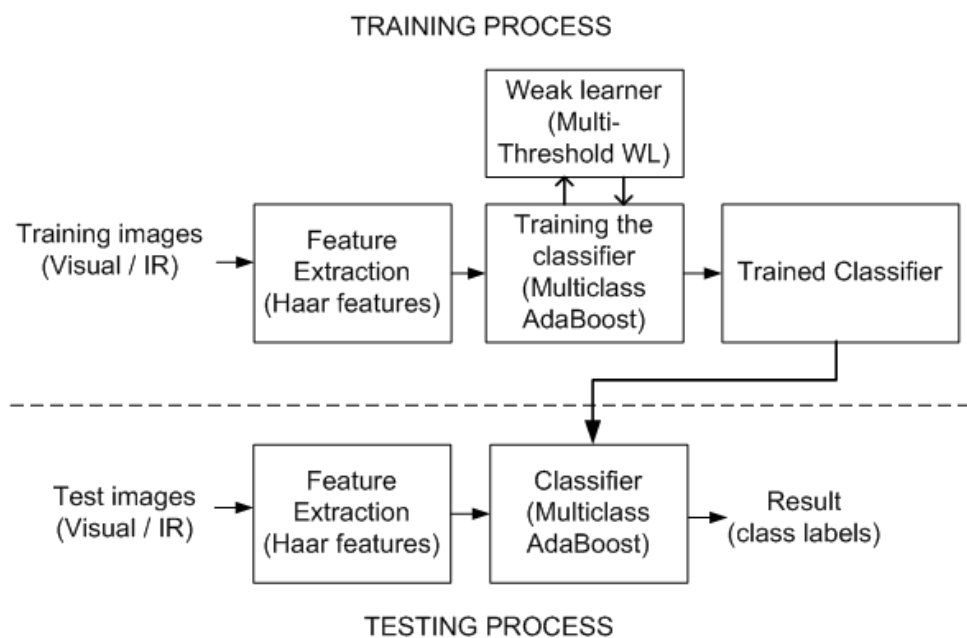 TRAINING PROCESS
Weak learner
(Multi-
Threshold WL)
Training images
(Visual / IR)
Feature
Extraction
(Haar features)
Training the
classifier
(Multiclass
AdaBoost)
Trained Classifier
Test images
(Visual / IR)
Feature
Extraction
(Haar features)
Classifier
(Multiclass
AdaBoost)
Result
(class labels)
TESTING PROCESS